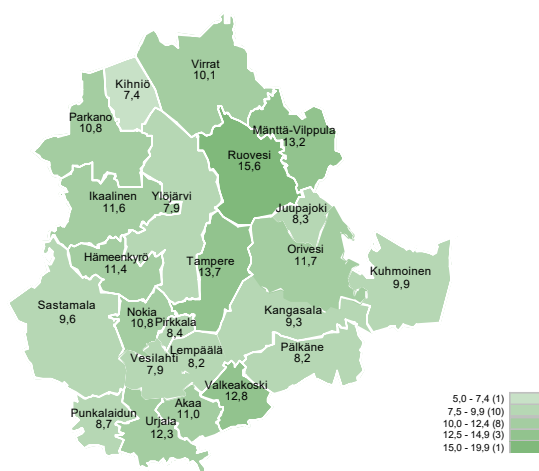 Virrat
10,1
Kihniö
7,4
Parkano
10,8
Mänttä-Vilppula
13,2
Ruovesi
15,6
Ikaalinen
11,6
Ylöjärvi
7,9
Juupajoki
8,3
Orivesi
11,7
Hämeenkyrö
11,4
Tampere
13,7
Kuhmoinen
9,9
Sastamala
9,6
Nokia
10,8
Pirkkala
8,4
Kangasala
9,3
Lempäälä
8,2
Vesilahti
7,9
Pälkäne
8,2
Valkeakoski
12,8
Akaa
11,0
Punkalaidun
8,7
Urjala
12,3
5,0 - 7,4 (1)
7,5 - 9,9 (10)
10,0 - 12,4 (8)
12,5 - 14,9 (3)
15,0 - 19,9 (1)